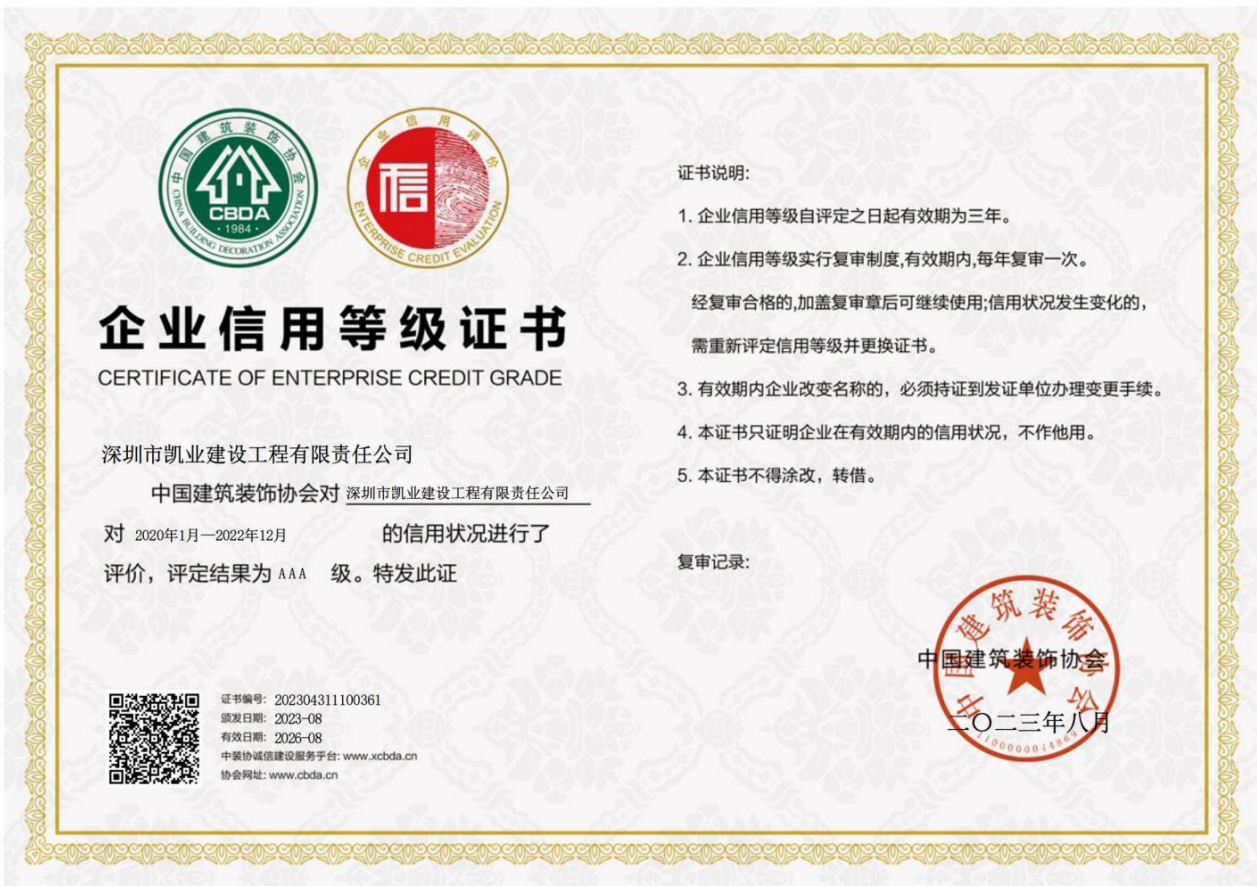 中国建筑装饰协会
CBDA
·1984·
CHINA BUILDING DECORATION ASSOCIATION
企业信用评价
信
ENTERPRISE CREDIT EVALUATION
企业信用等级证书
CERTIFICATE OF ENTERPRISE CREDIT GRADE
深圳市凯业建设工程有限责任公司
中国建筑装饰协会对 深圳市凯业建设工程有限责任公司
对 2020年1月—2022年12月 的信用状况进行了
评价，评定结果为 AAA 级。特发此证
证书编号: 202304311100361
颁发日期: 2023-08
有效日期: 2026-08
中装协诚信建设服务平台: www.xcbda.cn
协会网址: www.cbda.cn
证书说明:
1. 企业信用等级自评定之日起有效期为三年。
2. 企业信用等级实行复审制度,有效期内,每年复审一次。
经复审合格的,加盖复审章后可继续使用;信用状况发生变化的，
需重新评定信用等级并更换证书。
3. 有效期内企业改变名称的，必须持证到发证单位办理变更手续。
4. 本证书只证明企业在有效期内的信用状况，不作他用。
5. 本证书不得涂改，转借。
复审记录:
中国建筑装饰协会
中国建筑装饰协会
二〇二三年八月